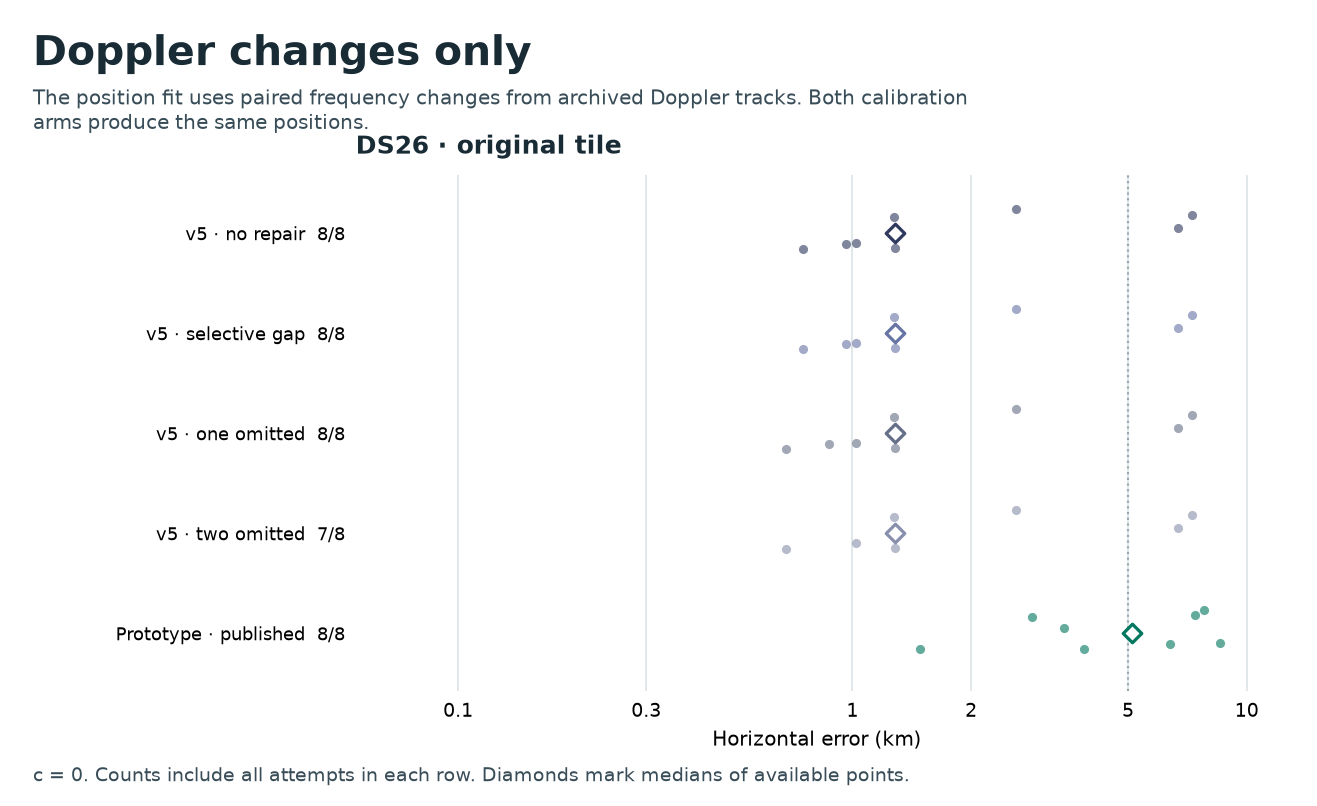 Doppler changes only
The position fit uses paired frequency changes from archived Doppler tracks. Both calibration
arms produce the same positions.
DS26 · original tile
v5 · no repair 8/8
v5 · selective gap 8/8
v5 · one omitted 8/8
v5 · two omitted 7/8
Prototype · published 8/8
0.1 0.3 1 2 5 10
Horizontal error (km)
c = 0. Counts include all attempts in each row. Diamonds mark medians of available points.